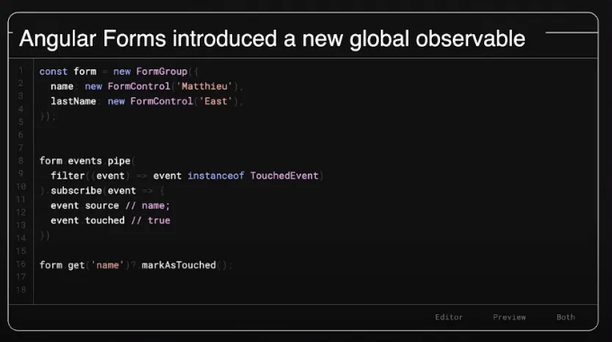 Angular Forms introduced a new global observable
1 const form = new FormGroup({
2 name: new FormControl('Matthieu'),
3 lastName: new FormControl('East'),
4 });
5
6
7
8 form.events.pipe(
9 filter((event) => event instanceof TouchedEvent)
10 ).subscribe(event => {
11 event.source // name;
12 event.touched // true
13 })
14
15
16 form.get('name')?.markAsTouched();
17
18
Editor Preview Both